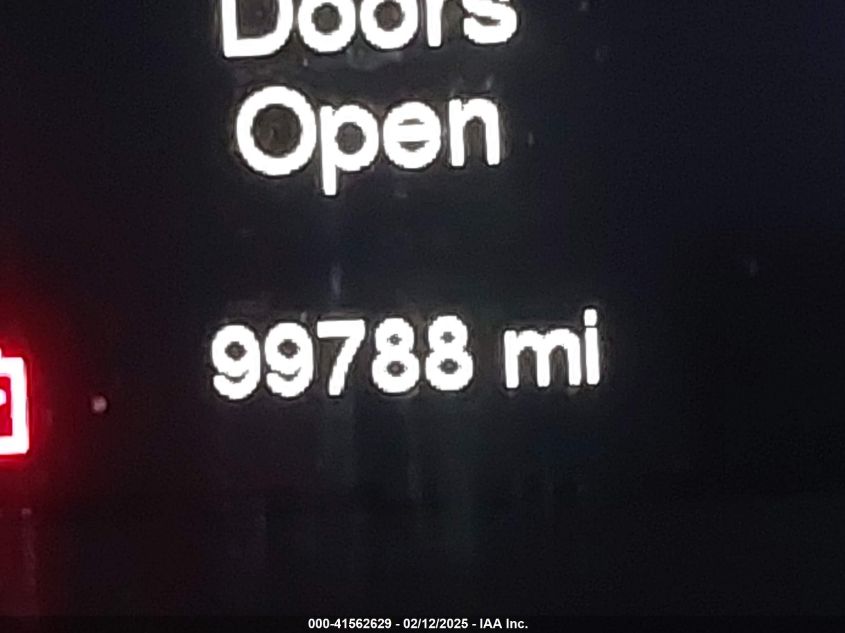 Doors
Open
99788 mi
000-41562629 - 02/12/2025 - IAA Inc.